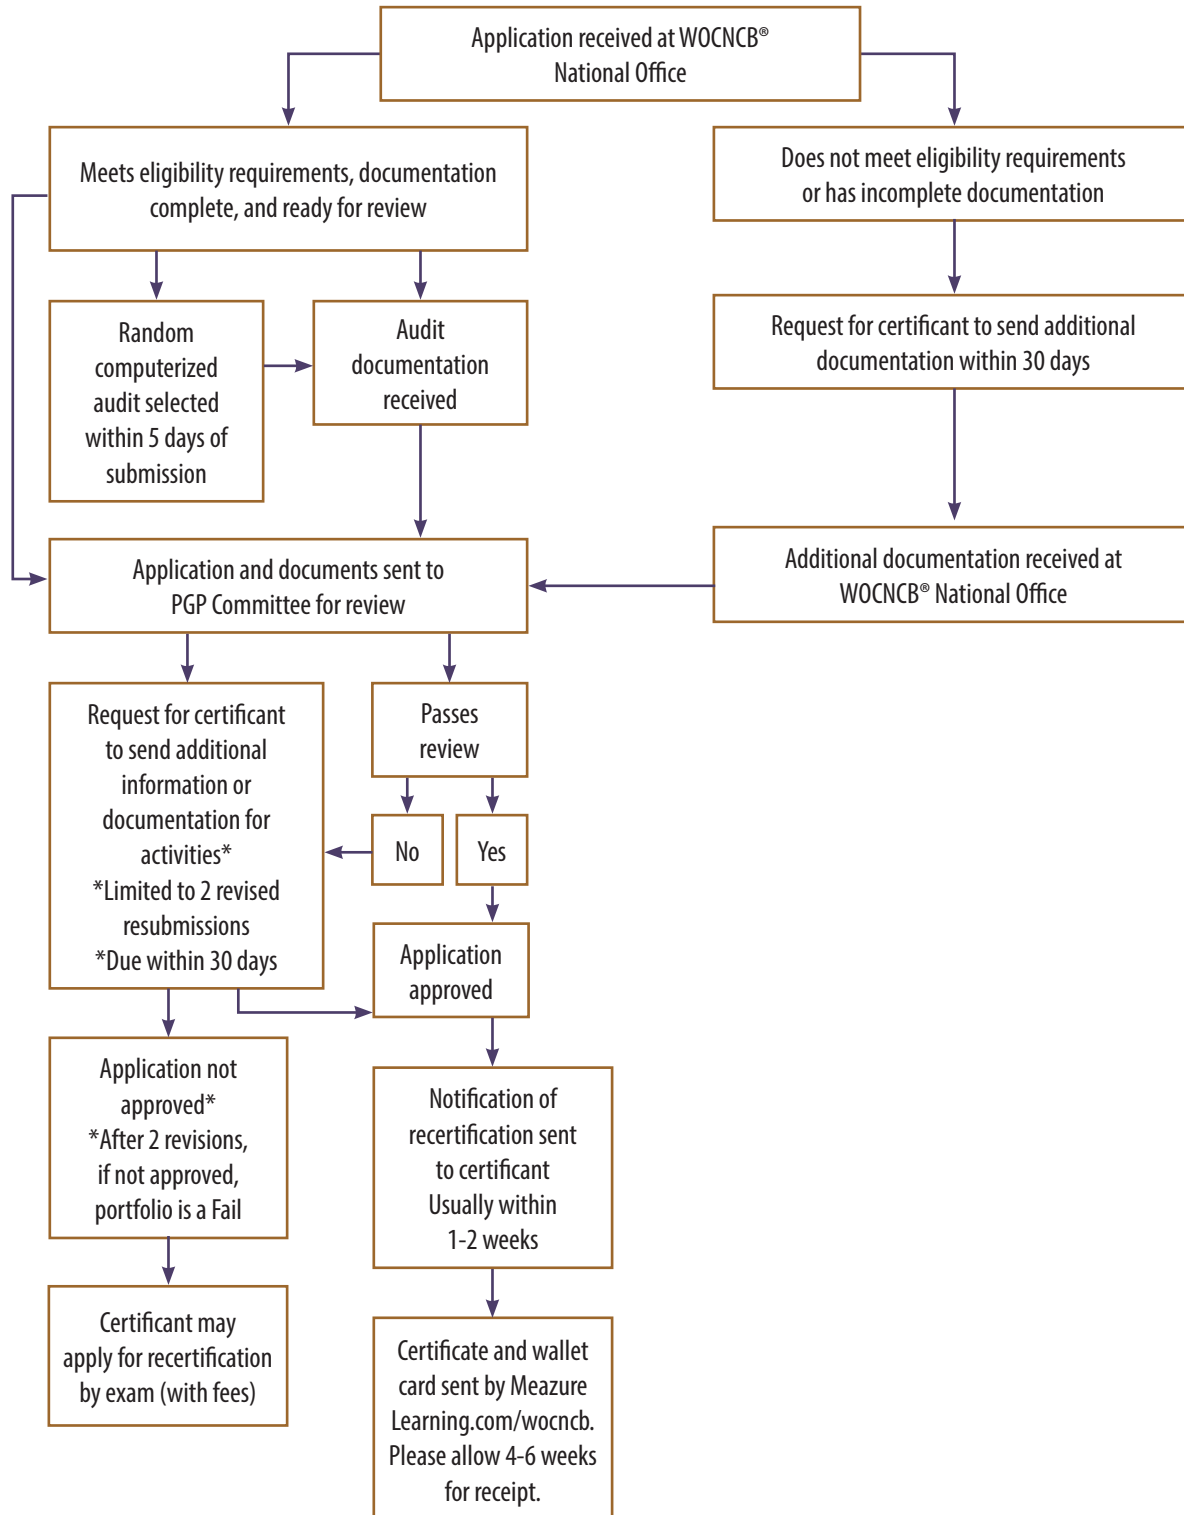 Application received at WOCNCB®
National Office
Meets eligibility requirements, documentation
complete, and ready for review
Does not meet eligibility requirements
or has incomplete documentation
Random
computerized
audit selected
within 5 days of
submission
Audit
documentation
received
Request for certificant to send additional
documentation within 30 days
Application and documents sent to
PGP Committee for review
Additional documentation received at
WOCNCB® National Office
Request for certificant
to send additional
information or
documentation for
activities*
*Limited to 2 revised
resubmissions
*Due within 30 days
Passes
review
No
Yes
Application
approved
Application not
approved*
*After 2 revisions,
if not approved,
portfolio is a Fail
Notification of
recertification sent
to certificant
Usually within
1-2 weeks
Certificant may
apply for recertification
by exam (with fees)
Certificate and wallet
card sent by Meazure
Learning.com/wocncb.
Please allow 4-6 weeks
for receipt.